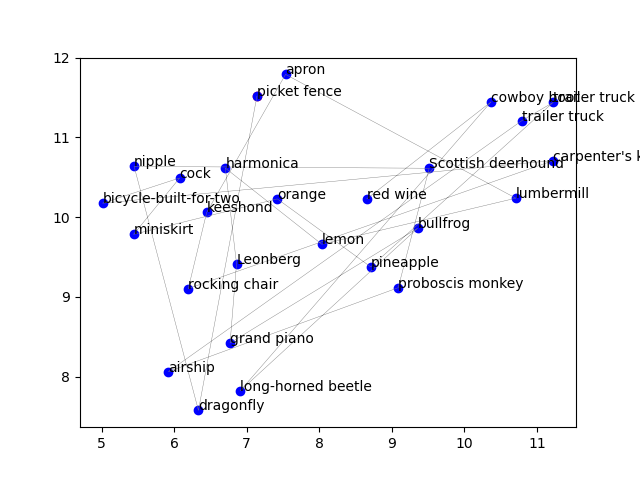 12
apron
picket fence
cowboy boot
trailer truck
trailer truck
11
nipple
harmonica
Scottish deerhound
carpenter's k
cock
bicycle-built-for-two
keeshond
orange
red wine
lumbermill
10
miniskirt
lemon
bullfrog
Leonberg
pineapple
rocking chair
proboscis monkey
9
grand piano
airship
8
long-horned beetle
dragonfly
5 6 7 8 9 10 11